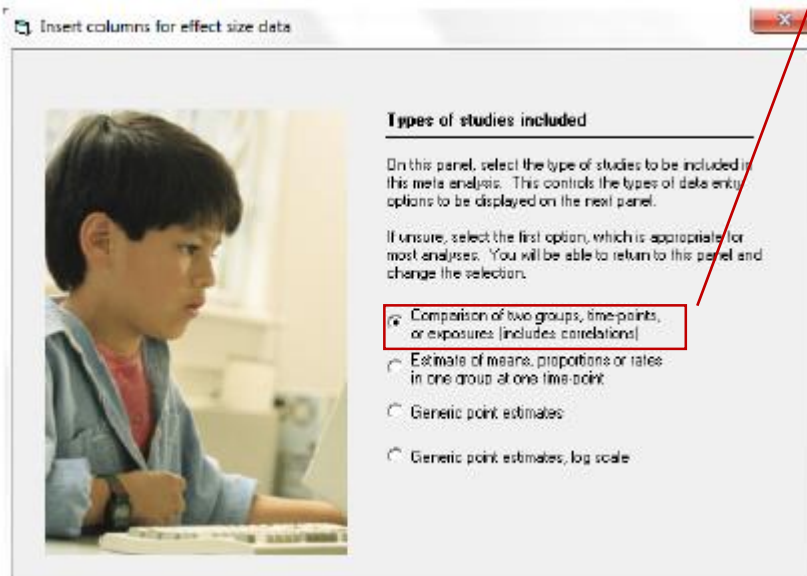 Insert columns for effect size data
Types of studies included
On this panel, select the type of studies to be included in
this meta analysis. This controls the types of data entry
options to be displayed on the next panel.
If unsure, select the first option, which is appropriate for
most analyses. You will be able to return to this panel and
change the selection.
Comparison of two groups, time-points,
or exposures (includes correlations)
Estimate of means, proportions or rates
in one group at one time-point
Generic point estimates
Generic point estimates, log scale